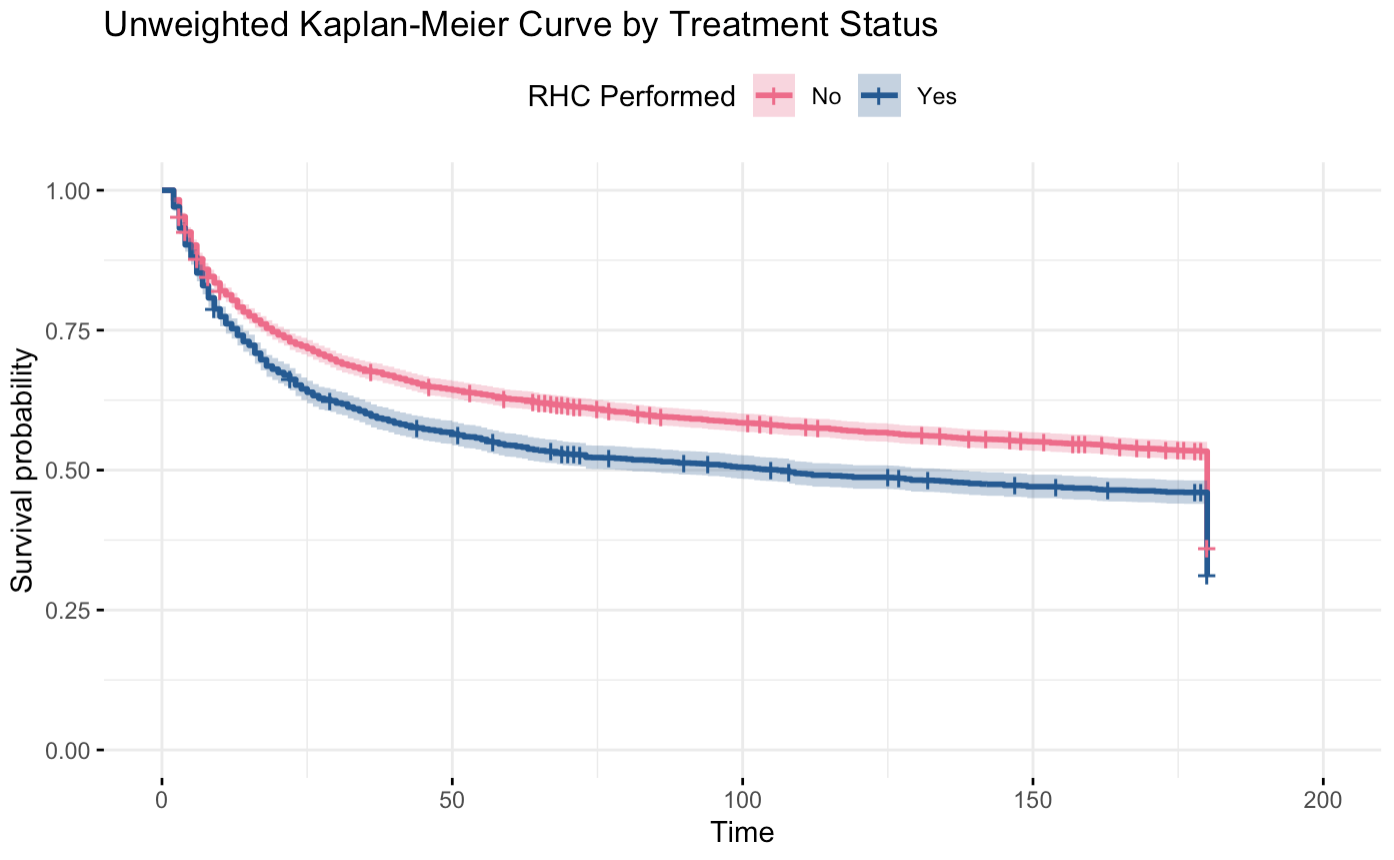 Unweighted Kaplan-Meier Curve by Treatment Status
RHC Performed No Yes
Survival probability
1.00
0.75
0.50
0.25
0.00
0 50 100 150 200
Time